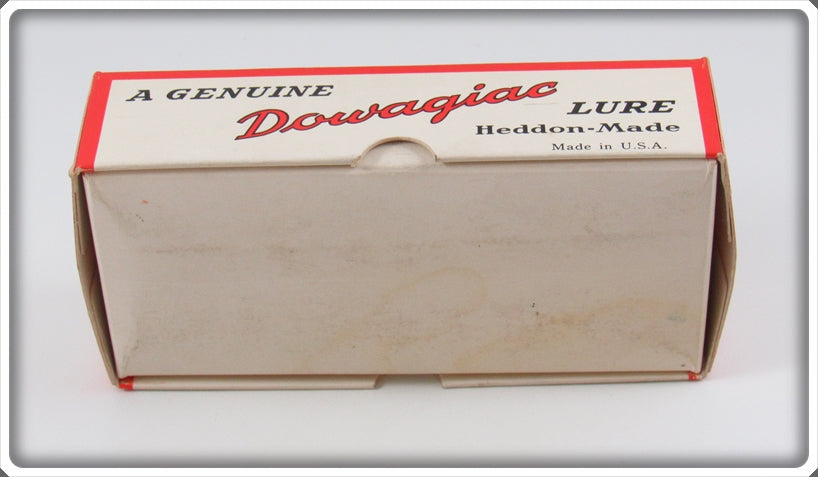 A GENUINE
Dowagiac
LURE
Heddon-Made
Made in U.S.A.